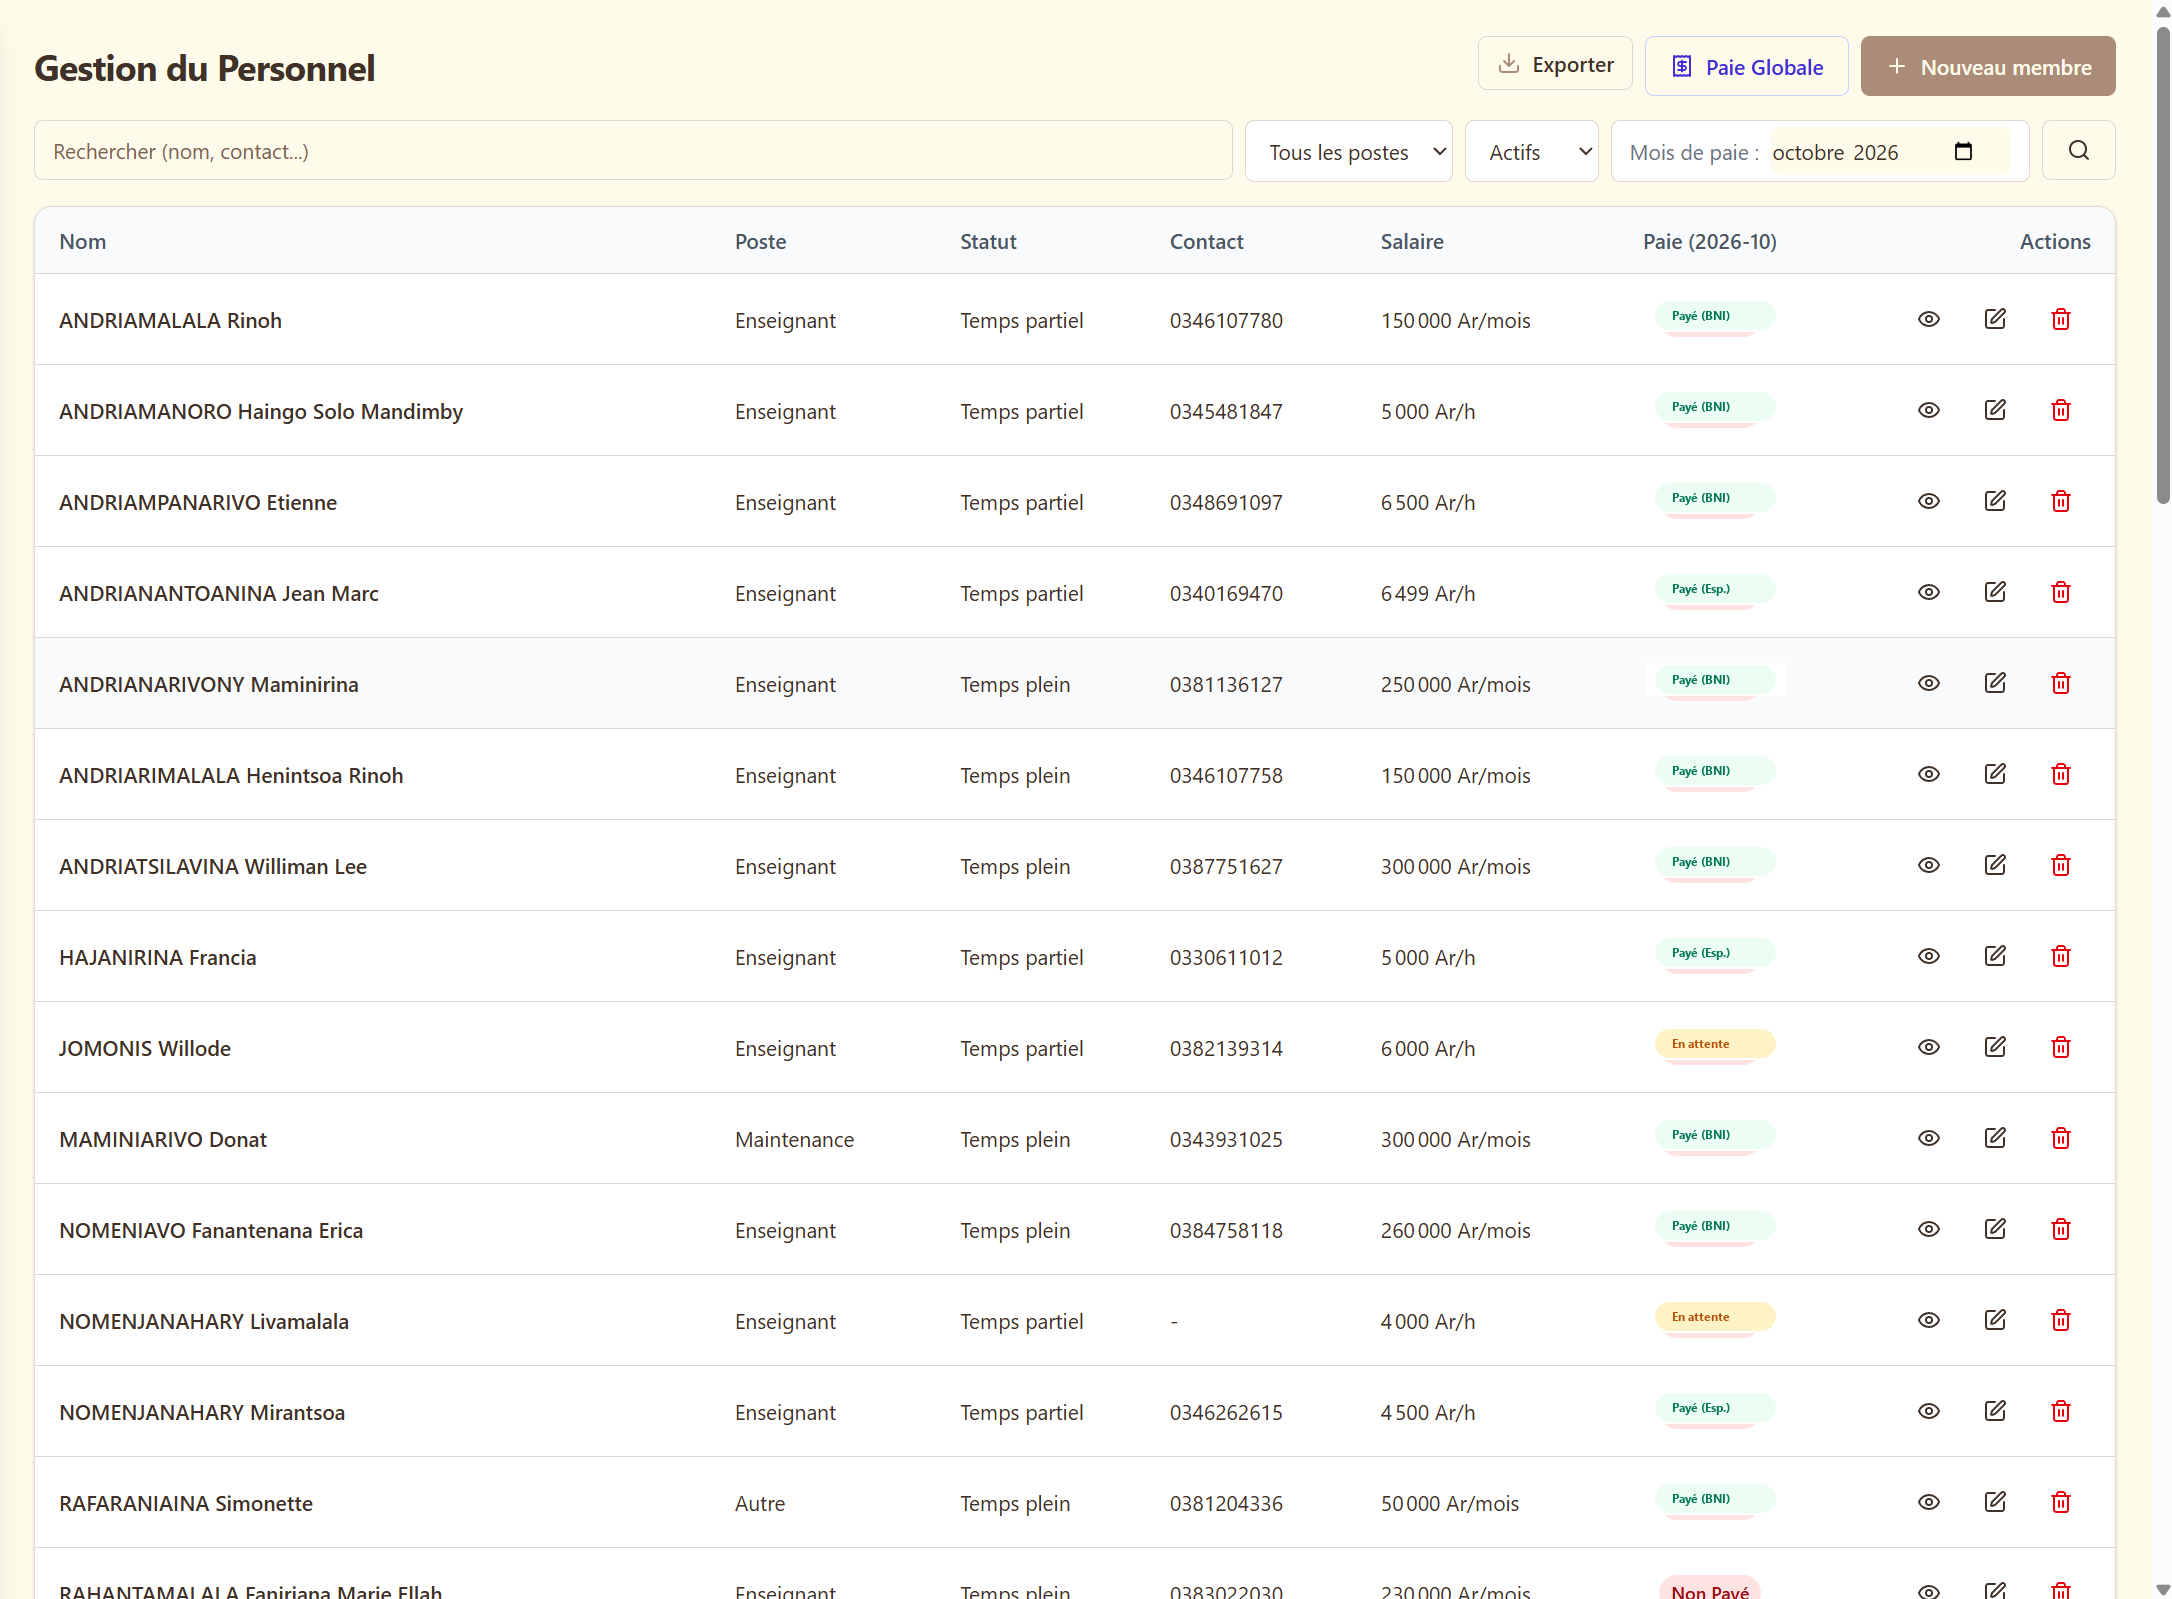 Gestion du Personnel
Exporter
Paie Globale
+ Nouveau membre
Rechercher (nom, contact...)
Tous les postes
Actifs
Mois de paie : octobre 2026
Nom Poste Statut Contact Salaire Paie (2026-10) Actions
ANDRIAMALALA Rinoh Enseignant Temps partiel 0346107780 150 000 Ar/mois Payé (BNI)
ANDRIAMANORO Haingo Solo Mandimby Enseignant Temps partiel 0345481847 5 000 Ar/h Payé (BNI)
ANDRIAMPANARIVO Etienne Enseignant Temps partiel 0348691097 6 500 Ar/h Payé (BNI)
ANDRIANANTOANINA Jean Marc Enseignant Temps partiel 0340169470 6 499 Ar/h Payé (Esp.)
ANDRIANARIVONY Maminirina Enseignant Temps plein 0381136127 250 000 Ar/mois Payé (BNI)
ANDRIARIMALALA Henintsoa Rinoh Enseignant Temps plein 0346107758 150 000 Ar/mois Payé (BNI)
ANDRIATSILAVINA Williman Lee Enseignant Temps plein 0387751627 300 000 Ar/mois Payé (BNI)
HAJANIRINA Francia Enseignant Temps partiel 0330611012 5 000 Ar/h Payé (Esp.)
JOMONIS Willode Enseignant Temps partiel 0382139314 6 000 Ar/h En attente
MAMINIARIVO Donat Maintenance Temps plein 0343931025 300 000 Ar/mois Payé (BNI)
NOMENIAVO Fanantenana Erica Enseignant Temps plein 0384758118 260 000 Ar/mois Payé (BNI)
NOMENJANAHARY Livamalala Enseignant Temps partiel - 4 000 Ar/h En attente
NOMENJANAHARY Mirantsoa Enseignant Temps partiel 0346262615 4 500 Ar/h Payé (Esp.)
RAFARANIAINA Simonette Autre Temps plein 0381204336 50 000 Ar/mois Payé (BNI)
RAHANTAMALALA Faniriana Marie Ellah Enseignant Temps plein 0383022030 230 000 Ar/mois Non Payé